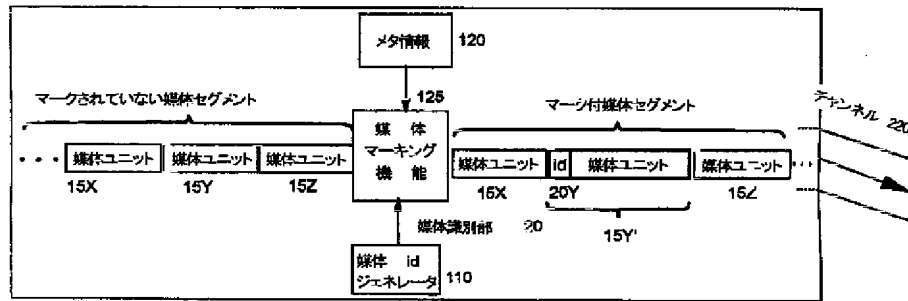 メタ情報 120
125
マークされていない媒体セグメント
マーシ付媒体セグメント
チャンネル 220
媒体
マーキング
機能
... 媒体ユニット 媒体ユニット 媒体ユニット
15X 15Y 15Z
媒体ユニット id 媒体ユニット 媒体ユニット ...
15X 20Y 15Z
15Y'
媒体識別部 20
媒体 id
ジェネレータ 110